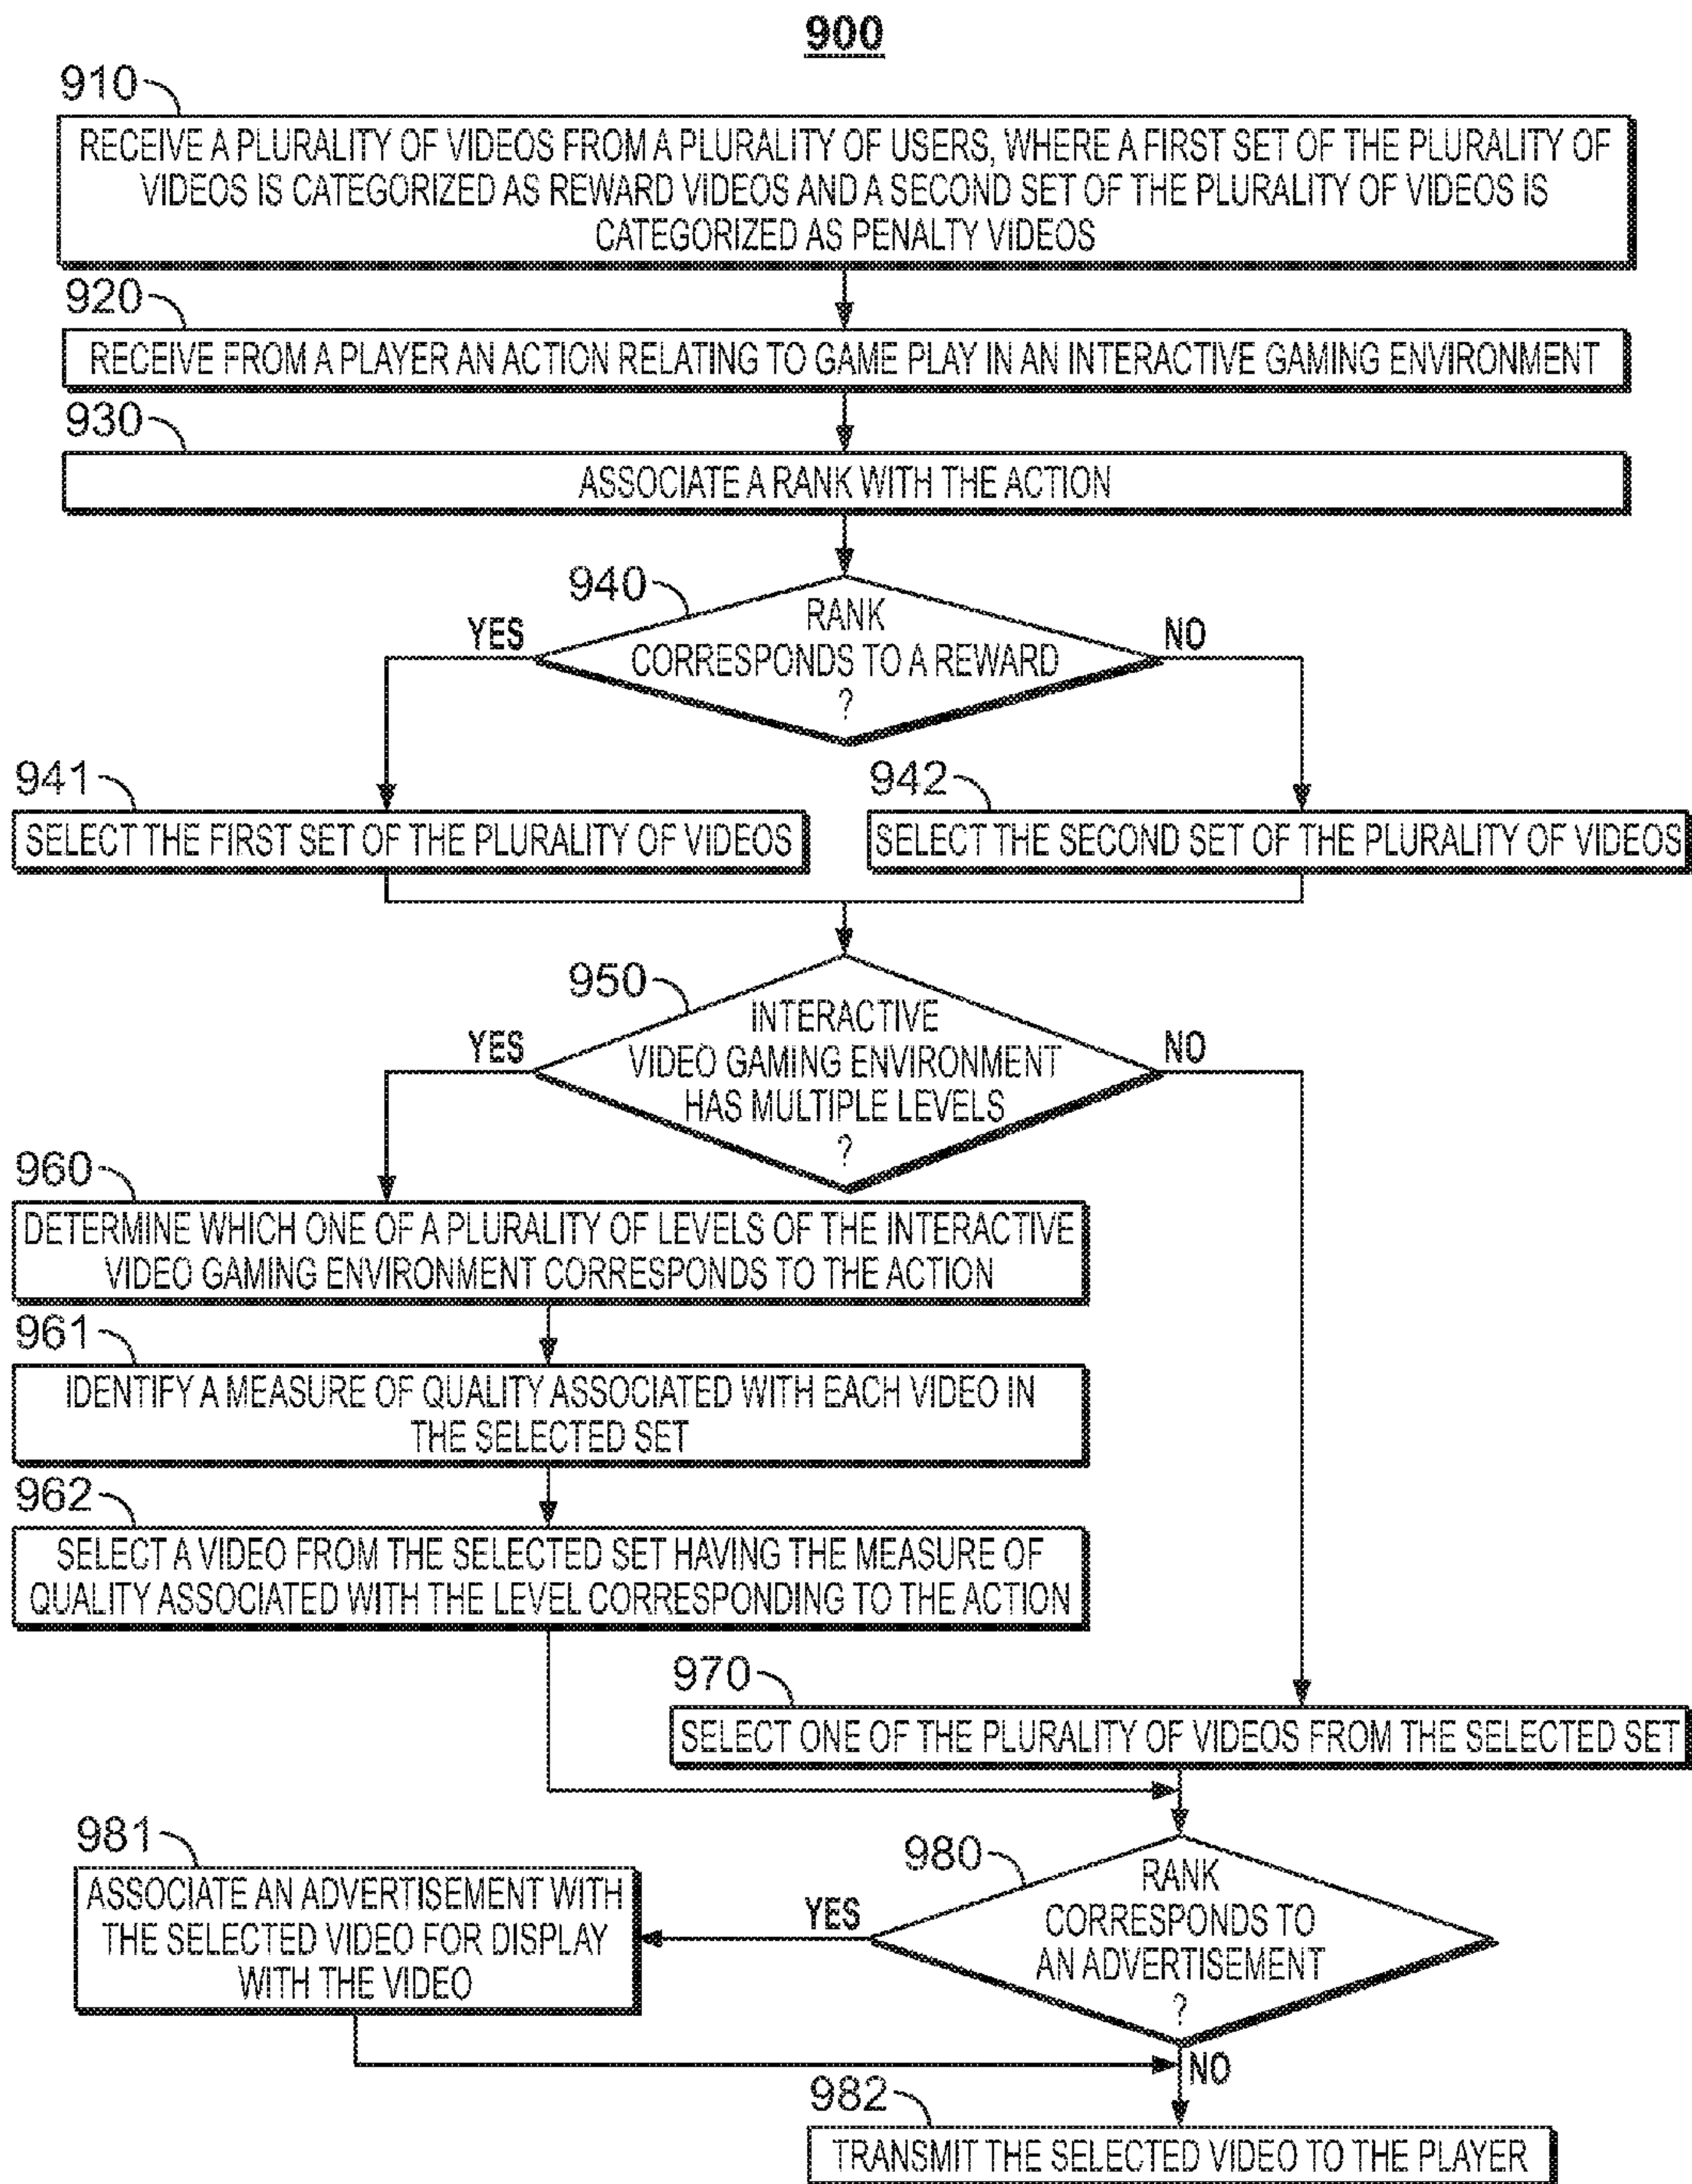 900
910
RECEIVE A PLURALITY OF VIDEOS FROM A PLURALITY OF USERS, WHERE A FIRST SET OF THE PLURALITY OF
VIDEOS IS CATEGORIZED AS REWARD VIDEOS AND A SECOND SET OF THE PLURALITY OF VIDEOS IS
CATEGORIZED AS PENALTY VIDEOS
920
RECEIVE FROM A PLAYER AN ACTION RELATING TO GAME PLAY IN AN INTERACTIVE GAMING ENVIRONMENT
930
ASSOCIATE A RANK WITH THE ACTION
940
RANK
CORRESPONDS TO A REWARD
?
YES
NO
941
SELECT THE FIRST SET OF THE PLURALITY OF VIDEOS
942
SELECT THE SECOND SET OF THE PLURALITY OF VIDEOS
950
INTERACTIVE
VIDEO GAMING ENVIRONMENT
HAS MULTIPLE LEVELS
?
YES
NO
960
DETERMINE WHICH ONE OF A PLURALITY OF LEVELS OF THE INTERACTIVE
VIDEO GAMING ENVIRONMENT CORRESPONDS TO THE ACTION
961
IDENTIFY A MEASURE OF QUALITY ASSOCIATED WITH EACH VIDEO IN
THE SELECTED SET
962
SELECT A VIDEO FROM THE SELECTED SET HAVING THE MEASURE OF
QUALITY ASSOCIATED WITH THE LEVEL CORRESPONDING TO THE ACTION
970
SELECT ONE OF THE PLURALITY OF VIDEOS FROM THE SELECTED SET
980
RANK
CORRESPONDS TO
AN ADVERTISEMENT
?
YES
NO
981
ASSOCIATE AN ADVERTISEMENT WITH
THE SELECTED VIDEO FOR DISPLAY
WITH THE VIDEO
982
TRANSMIT THE SELECTED VIDEO TO THE PLAYER